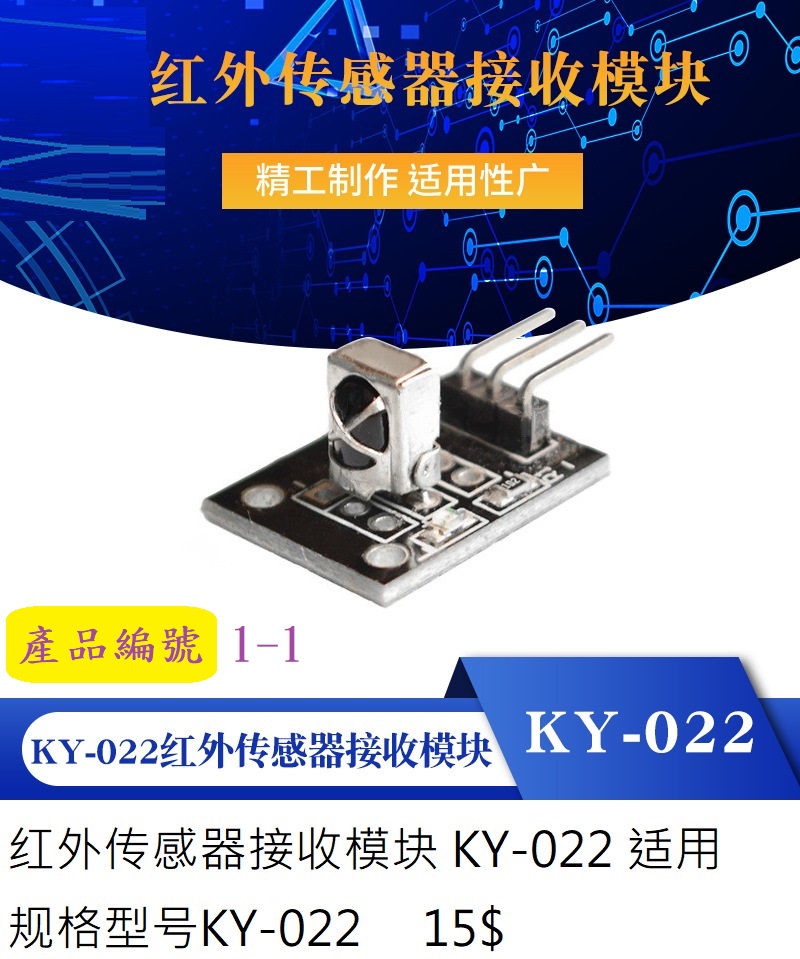 红外传感器接收模块
精工制作 适用性广
產品編號 1-1
KY-022红外传感器接收模块
KY-022
红外传感器接收模块 KY-022 适用
规格型号KY-022 15$